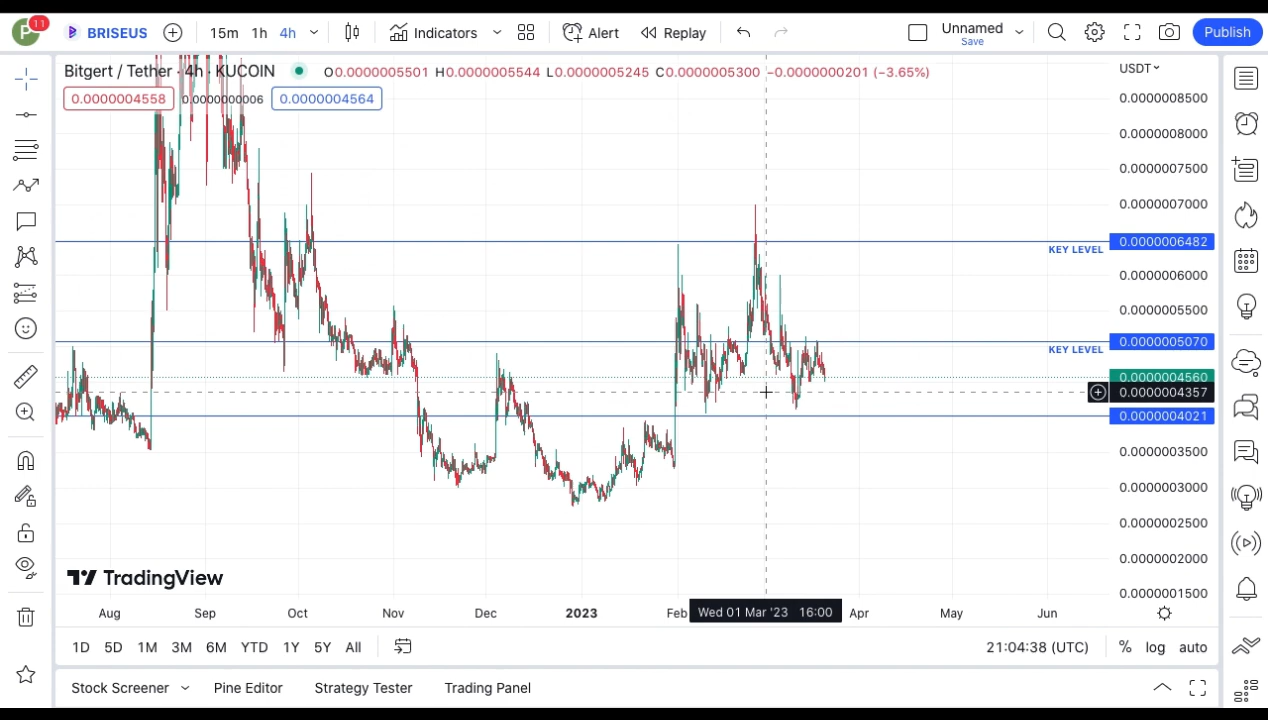 P 11 BRISEUS 15m 1h 4h Indicators Alert Replay Unnamed Save Publish
Bitgert / Tether · 4h · KUCOIN O0.0000005501 H0.0000005544 L0.0000005245 C0.0000005300 −0.0000000201 (−3.65%)
0.0000004558 0.0000000006 0.0000004564
USDT
0.0000008500
0.0000008000
0.0000007500
0.0000007000
0.0000006482
KEY LEVEL
0.0000006000
0.0000005500
0.0000005070
KEY LEVEL
0.0000004560
0.0000004357
0.0000004021
0.0000003500
0.0000003000
0.0000002500
0.0000002000
0.0000001500
TradingView
Aug Sep Oct Nov Dec 2023 Feb Wed 01 Mar '23 16:00 Apr May Jun
1D 5D 1M 3M 6M YTD 1Y 5Y All 21:04:38 (UTC) % log auto
Stock Screener Pine Editor Strategy Tester Trading Panel